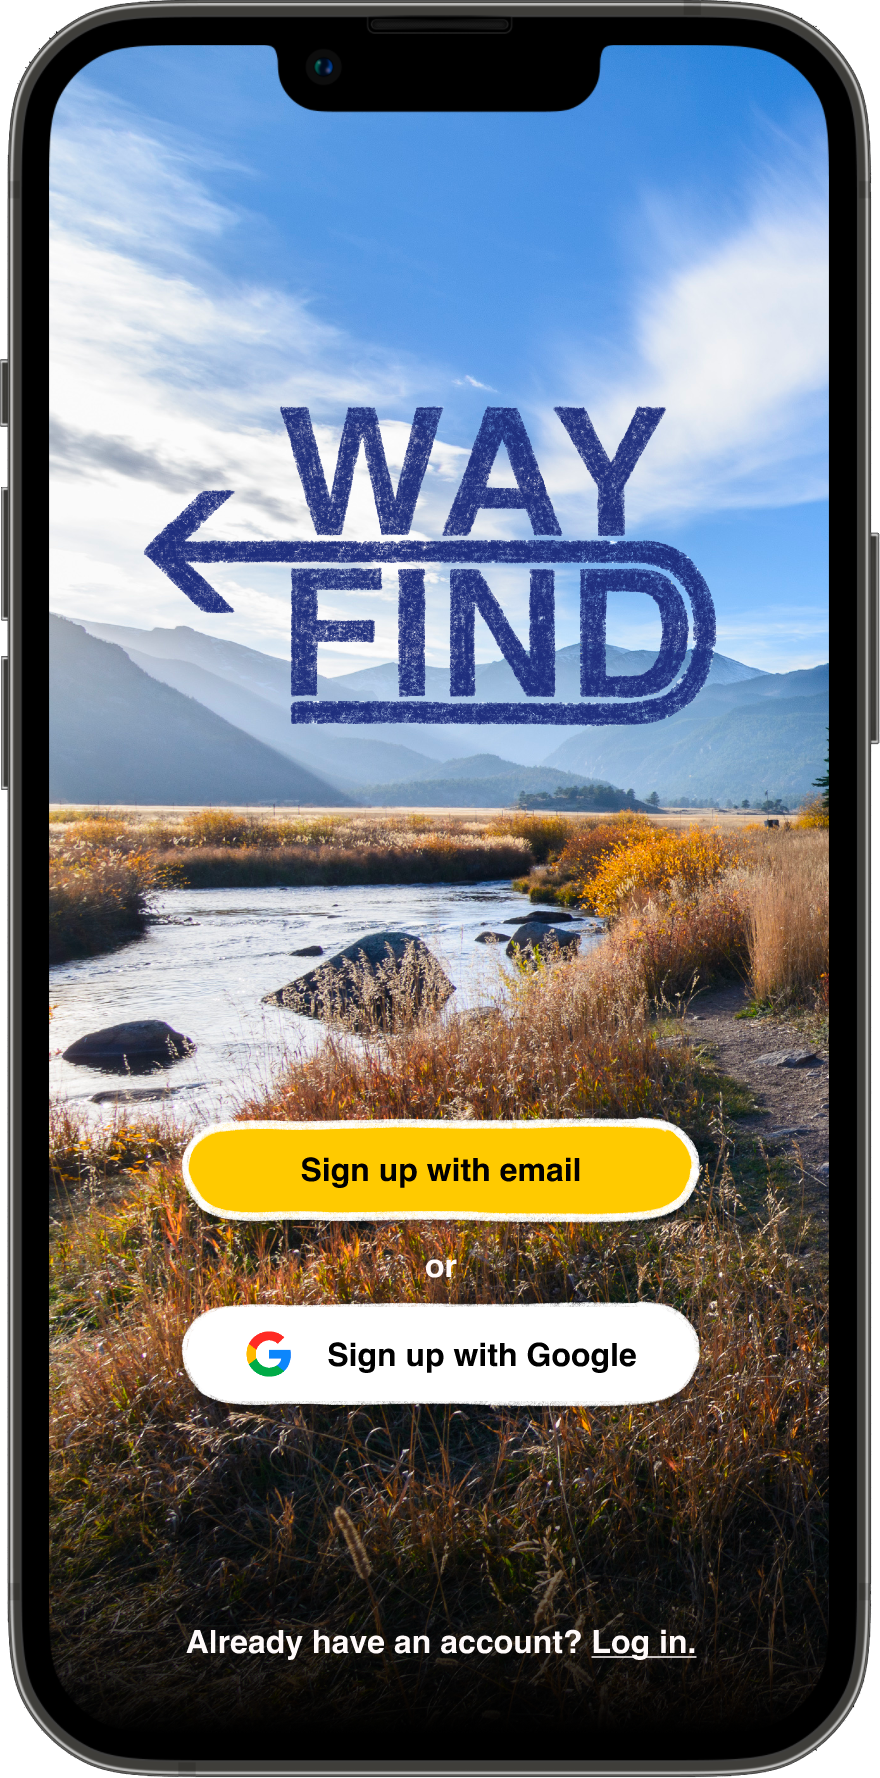 WAY
FIND
Sign up with email
or
Sign up with Google
Already have an account? Log in.